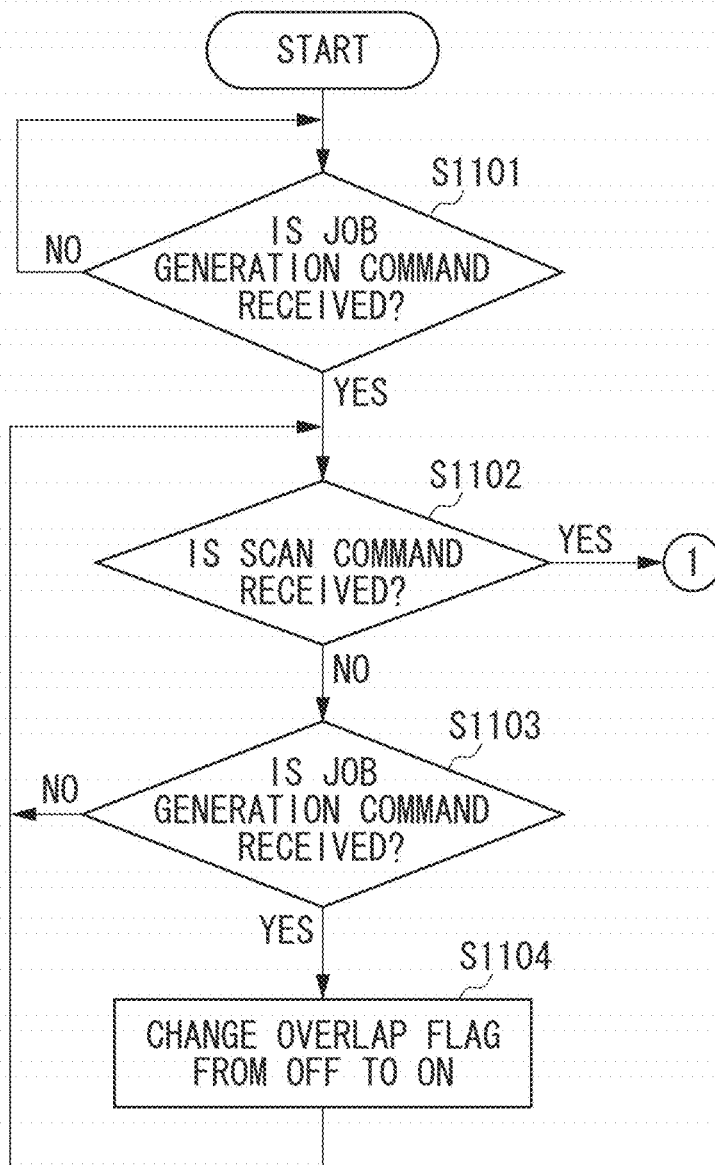 START
S1101
IS JOB
GENERATION COMMAND
RECEIVED?
NO
YES
S1102
IS SCAN COMMAND
RECEIVED?
YES
1
NO
S1103
IS JOB
GENERATION COMMAND
RECEIVED?
NO
YES
S1104
CHANGE OVERLAP FLAG
FROM OFF TO ON